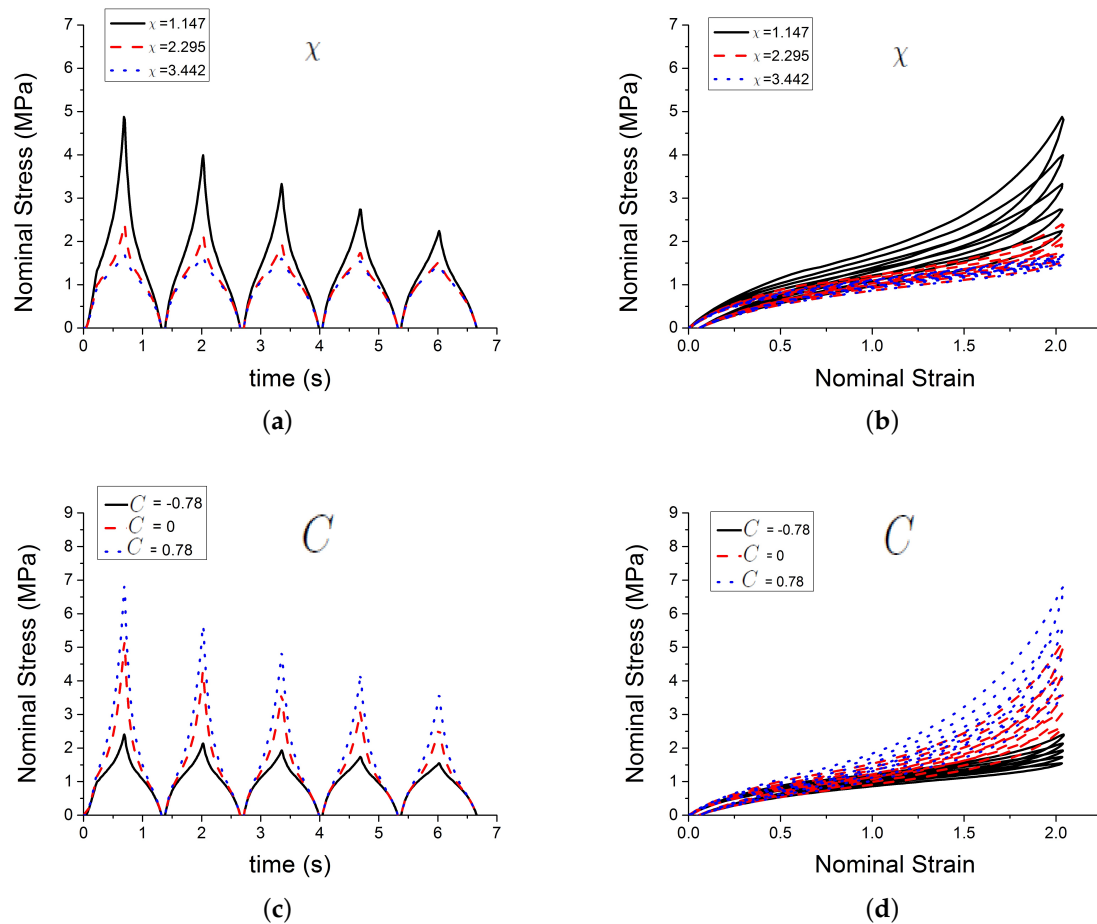 χ=1.147
χ=2.295
χ=3.442
χ
Nominal Stress (MPa)
7
6
5
4
3
2
1
0
0 1 2 3 4 5 6 7
time (s)
(a)
χ=1.147
χ=2.295
χ=3.442
χ
Nominal Stress (MPa)
7
6
5
4
3
2
1
0
0.0 0.5 1.0 1.5 2.0
Nominal Strain
(b)
C = -0.78
C = 0
C = 0.78
C
Nominal Stress (MPa)
9
8
7
6
5
4
3
2
1
0
0 1 2 3 4 5 6 7
time (s)
(c)
C = -0.78
C = 0
C = 0.78
C
Nominal Stress (MPa)
9
8
7
6
5
4
3
2
1
0
0.0 0.5 1.0 1.5 2.0
Nominal Strain
(d)